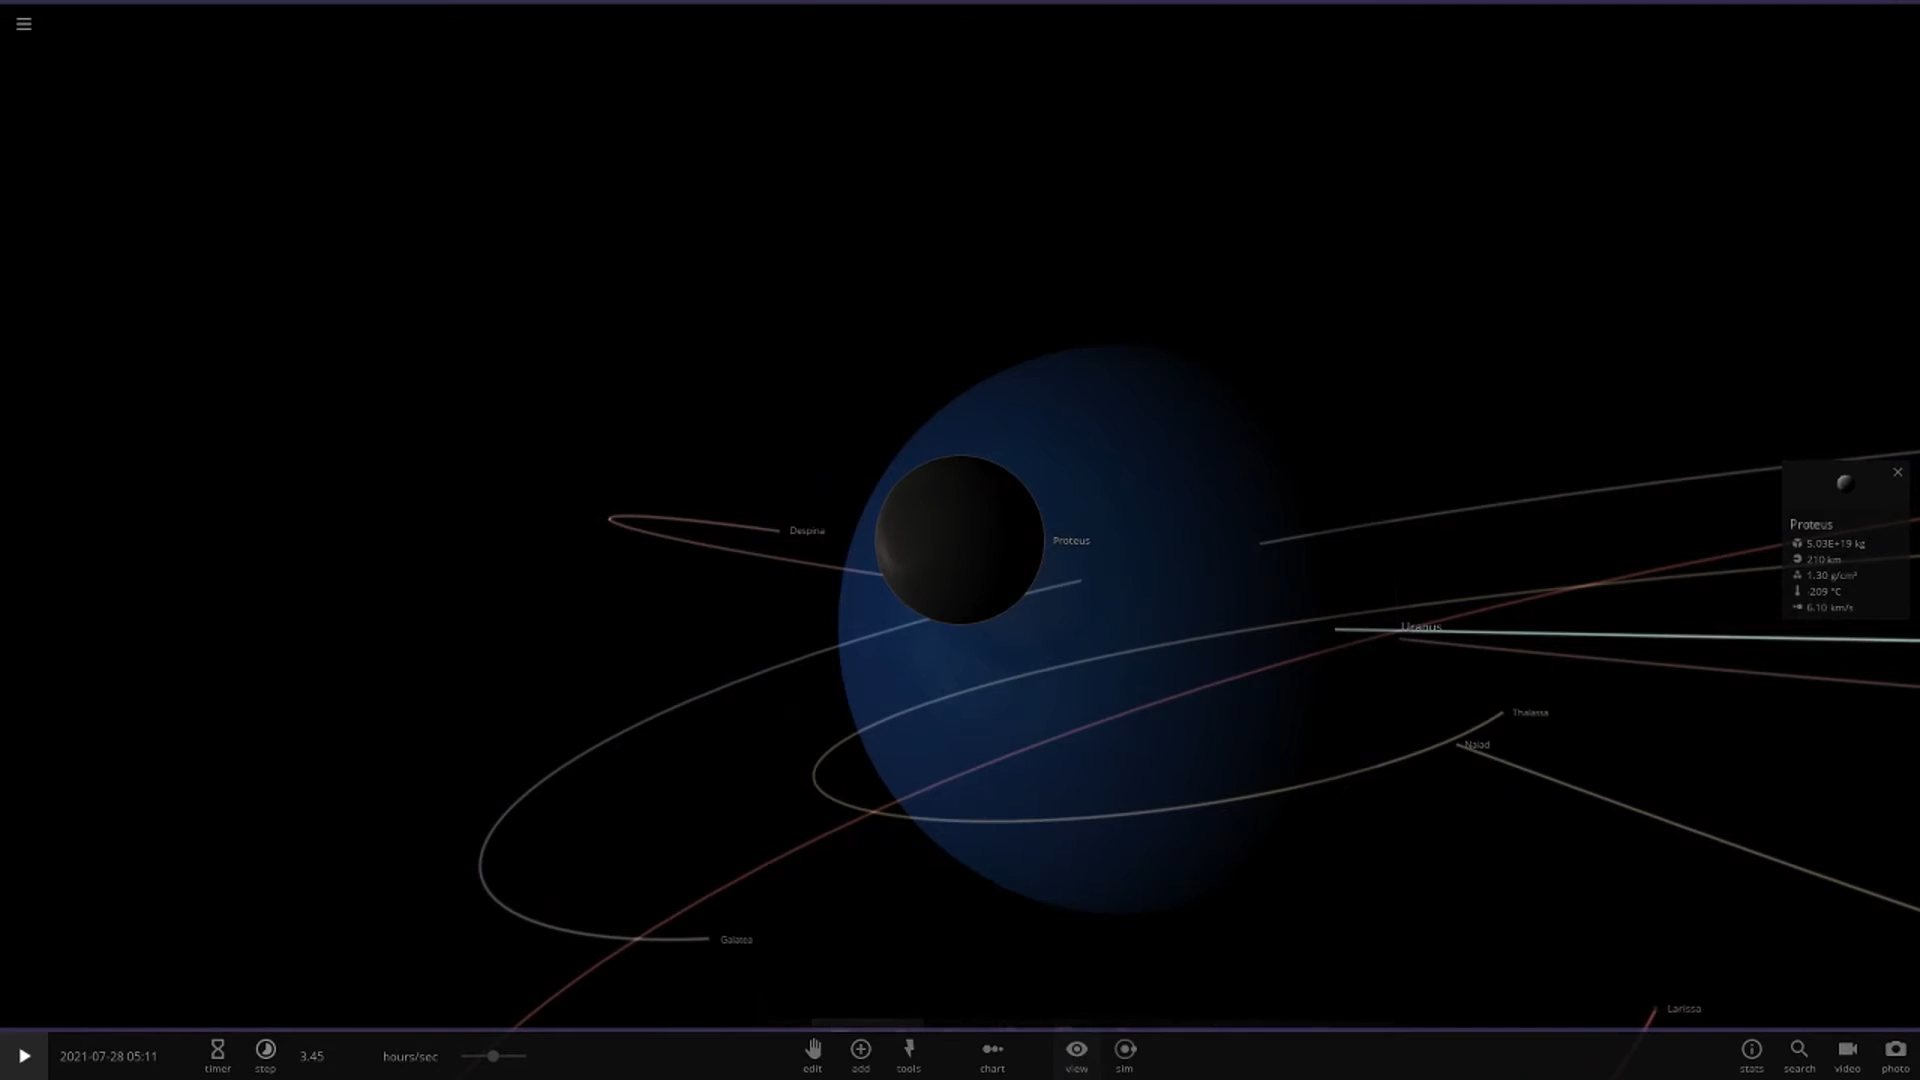 Despina
Proteus
Proteus
5.03E+19 kg
210 km
1.30 g/cm³
-209 °C
6.10 km/s
Uranus
Thalassa
Naiad
Galatea
Larissa
2021-07-28 05:11
timer
step
3.45
hours/sec
edit
add
tools
chart
view
sim
stats
search
video
photo